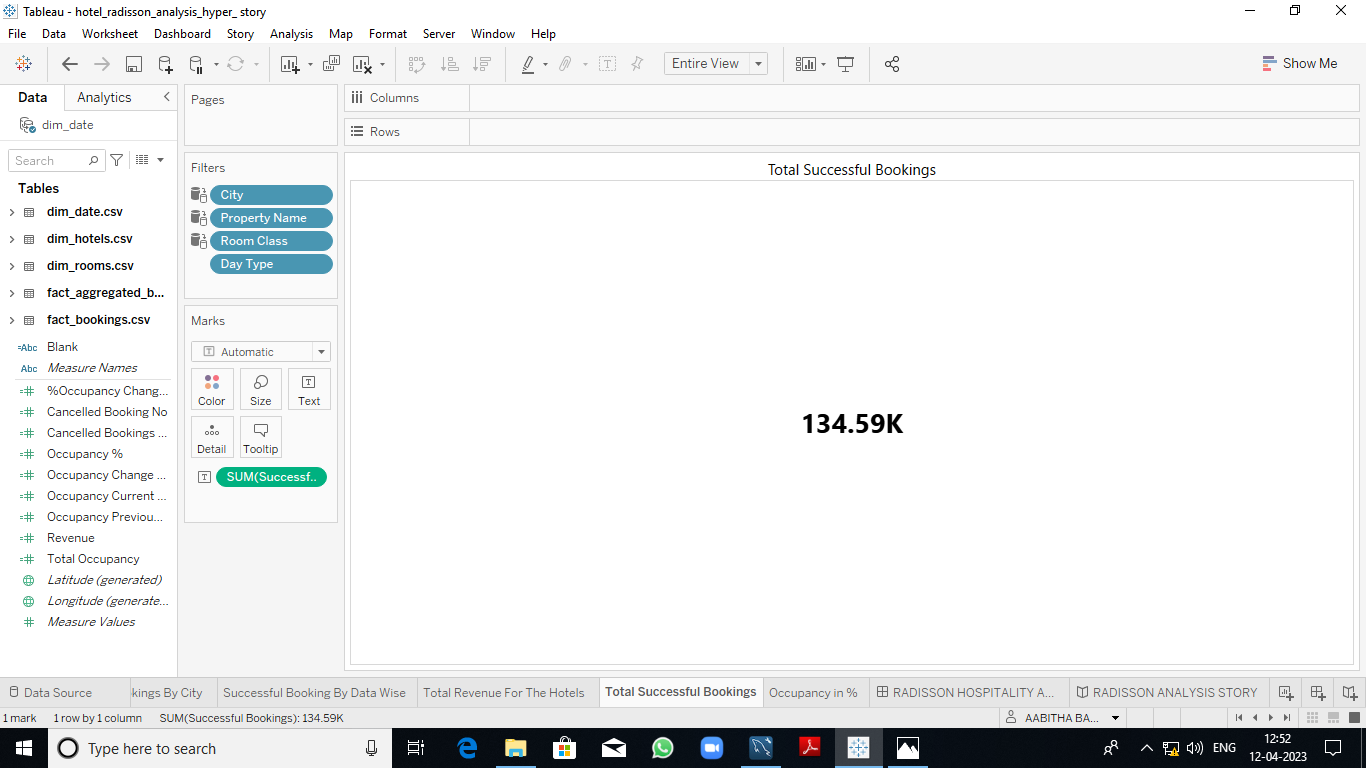 Tableau - hotel_radisson_analysis_hyper_ story
File Data Worksheet Dashboard Story Analysis Map Format Server Window Help
Entire View
Show Me
Data Analytics
dim_date
Search
Tables
dim_date.csv
dim_hotels.csv
dim_rooms.csv
fact_aggregated_b...
fact_bookings.csv
=Abc Blank
Abc Measure Names
%Occupancy Chang...
Cancelled Booking No
Cancelled Bookings ...
Occupancy %
Occupancy Change ...
Occupancy Current ...
Occupancy Previou...
Revenue
Total Occupancy
Latitude (generated)
Longitude (generate...
Measure Values
Pages
Filters
City
Property Name
Room Class
Day Type
Marks
Automatic
Color Size Text
Detail Tooltip
SUM(Successf..
Columns
Rows
Total Successful Bookings
134.59K
Data Source kings By City Successful Booking By Data Wise Total Revenue For The Hotels Total Successful Bookings Occupancy in % RADISSON HOSPITALITY A... RADISSON ANALYSIS STORY
1 mark 1 row by 1 column SUM(Successful Bookings): 134.59K AABITHA BA...
Type here to search
ENG
12:52
12-04-2023